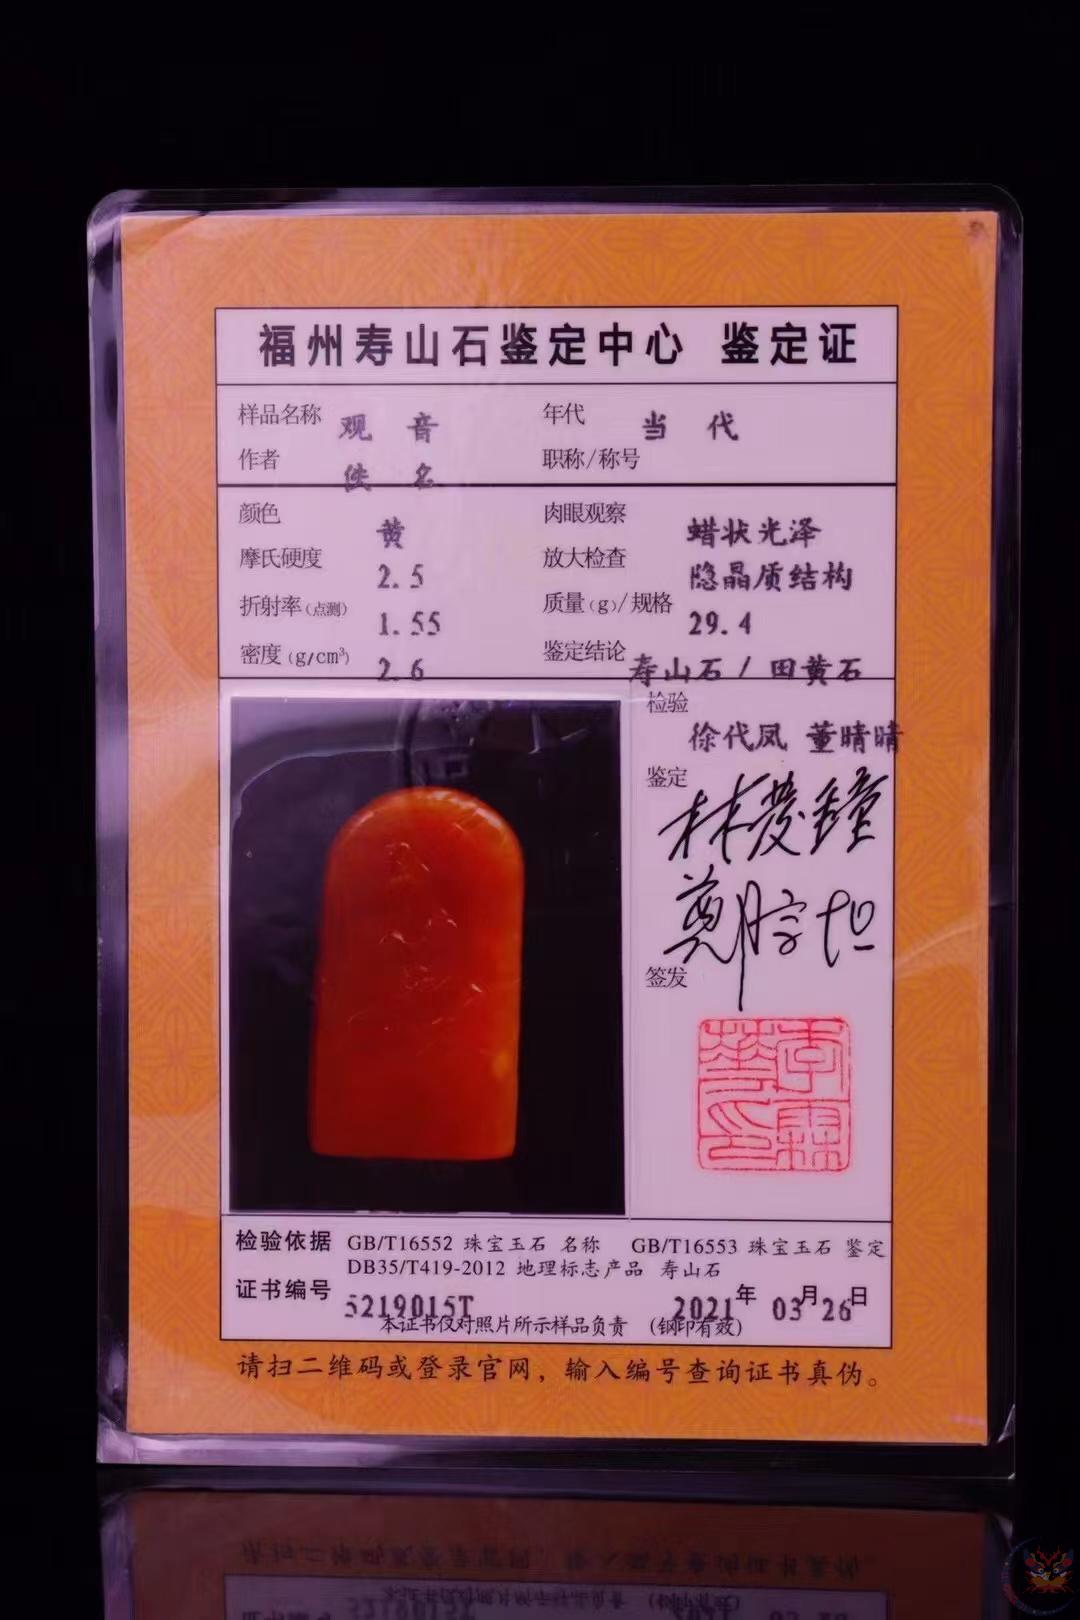 福州寿山石鉴定中心 鉴定证
样品名称 观 音 年代 当 代
作者 佚 名 职称/称号
颜色 黄 肉眼观察 蜡状光泽
摩氏硬度 2.5 放大检查 隐晶质结构
折射率(点测) 1.55 质量(g)/规格 29.4
密度(g/cm³) 2.6 鉴定结论 寿山石 / 田黄石
检验
徐代凤 董晴晴
鉴定
林发钟
郑宗坦
签发
检验依据 GB/T16552 珠宝玉石 名称 GB/T16553 珠宝玉石 鉴定
DB35/T419-2012 地理标志产品 寿山石
证书编号 5219015T 2021年 03月26日
本证书仅对照片所示样品负责 (钢印有效)
请扫二维码或登录官网，输入编号查询证书真伪。